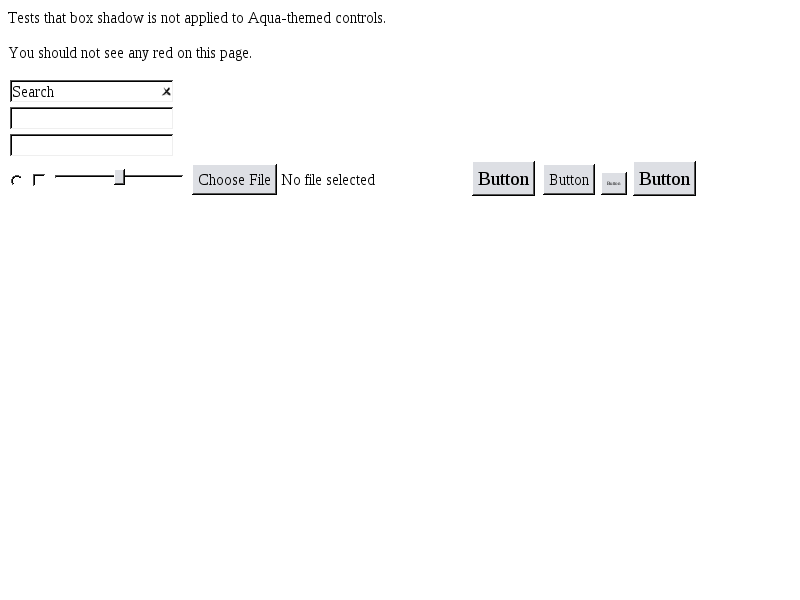 Tests that box shadow is not applied to Aqua-themed controls.
You should not see any red on this page.
Search
Choose File No file selected Button Button Button Button